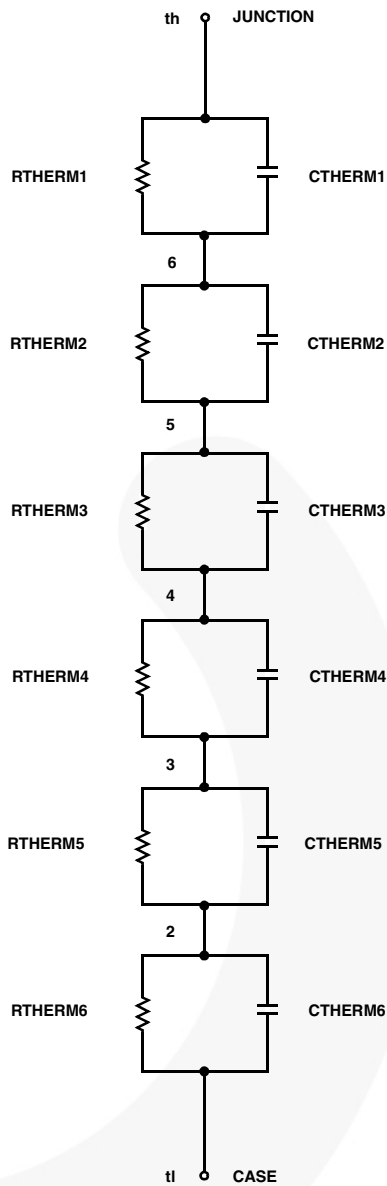 th JUNCTION
RTHERM1 CTHERM1
6
RTHERM2 CTHERM2
5
RTHERM3 CTHERM3
4
RTHERM4 CTHERM4
3
RTHERM5 CTHERM5
2
RTHERM6 CTHERM6
tl CASE